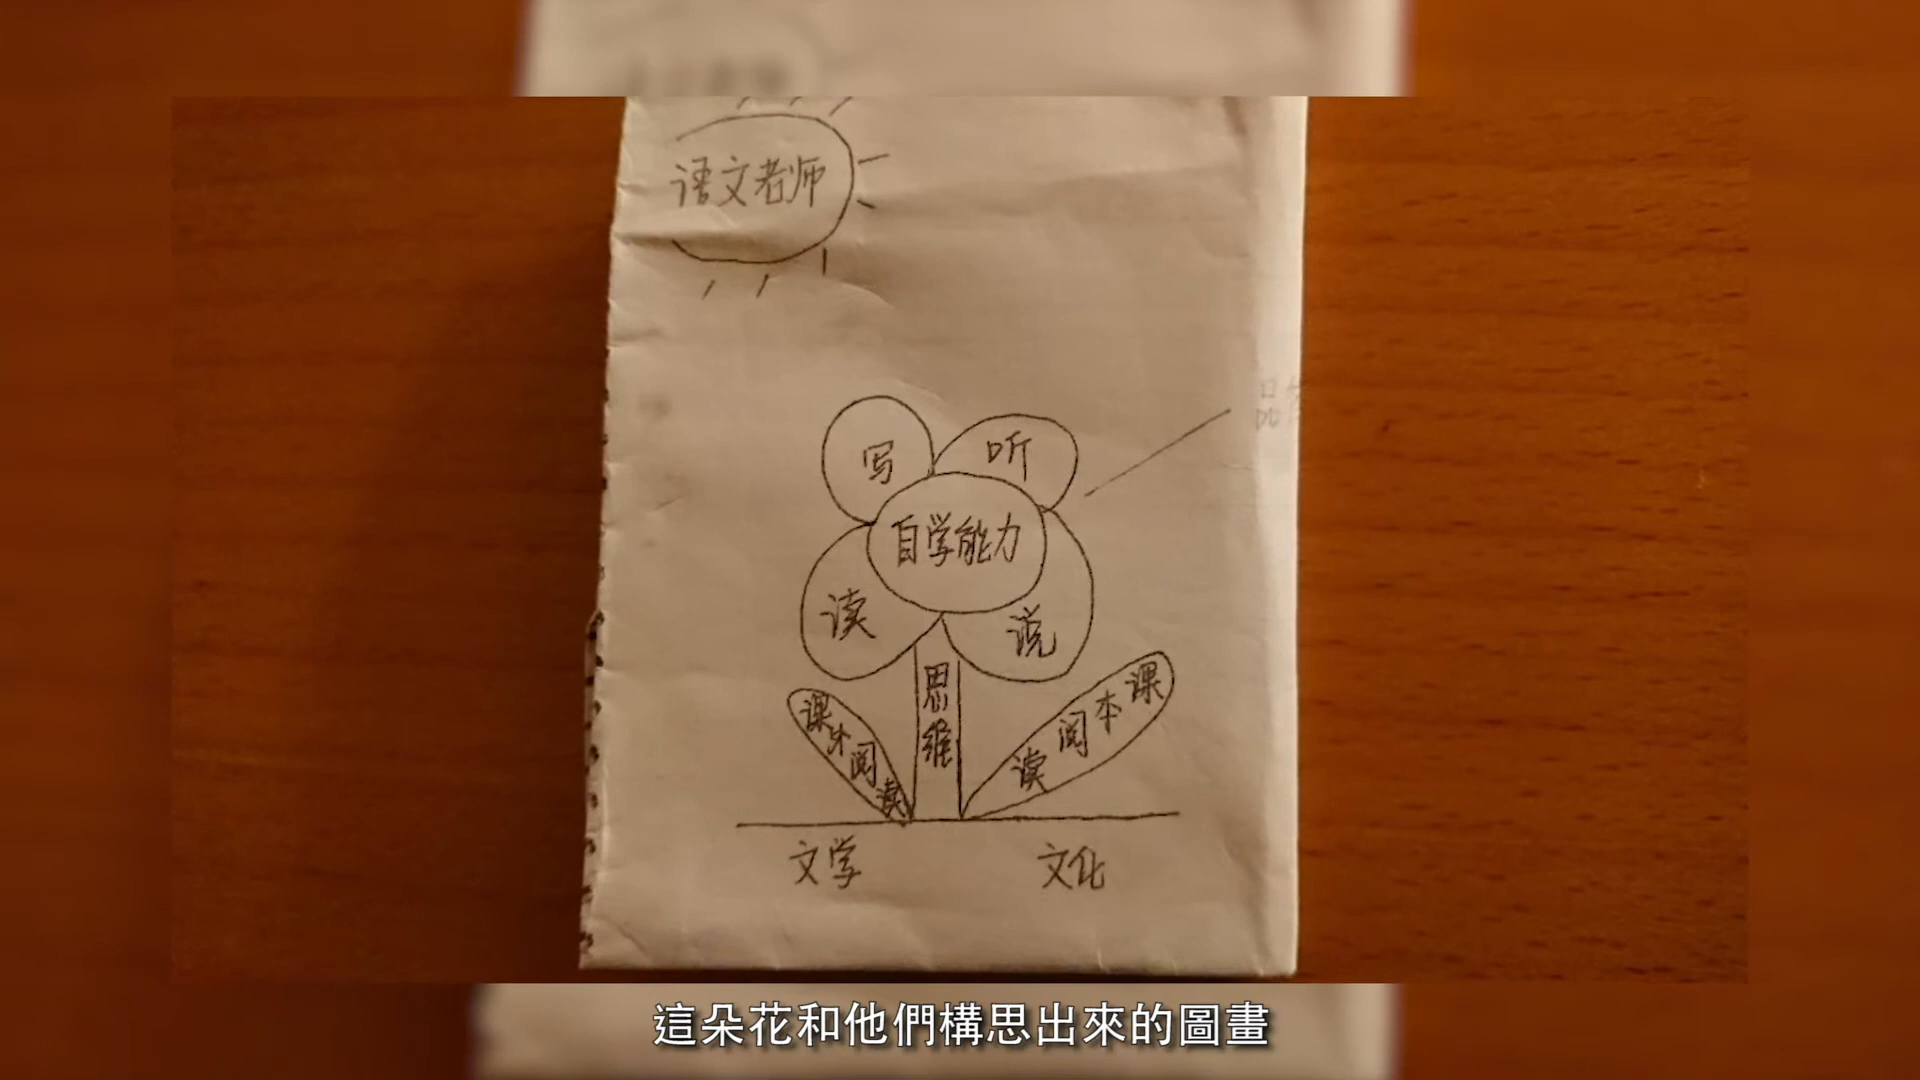 语文老师
写
听
自学能力
读
说
思维
课外阅读
课本阅读
文学
文化
這朵花和他們構思出來的圖畫